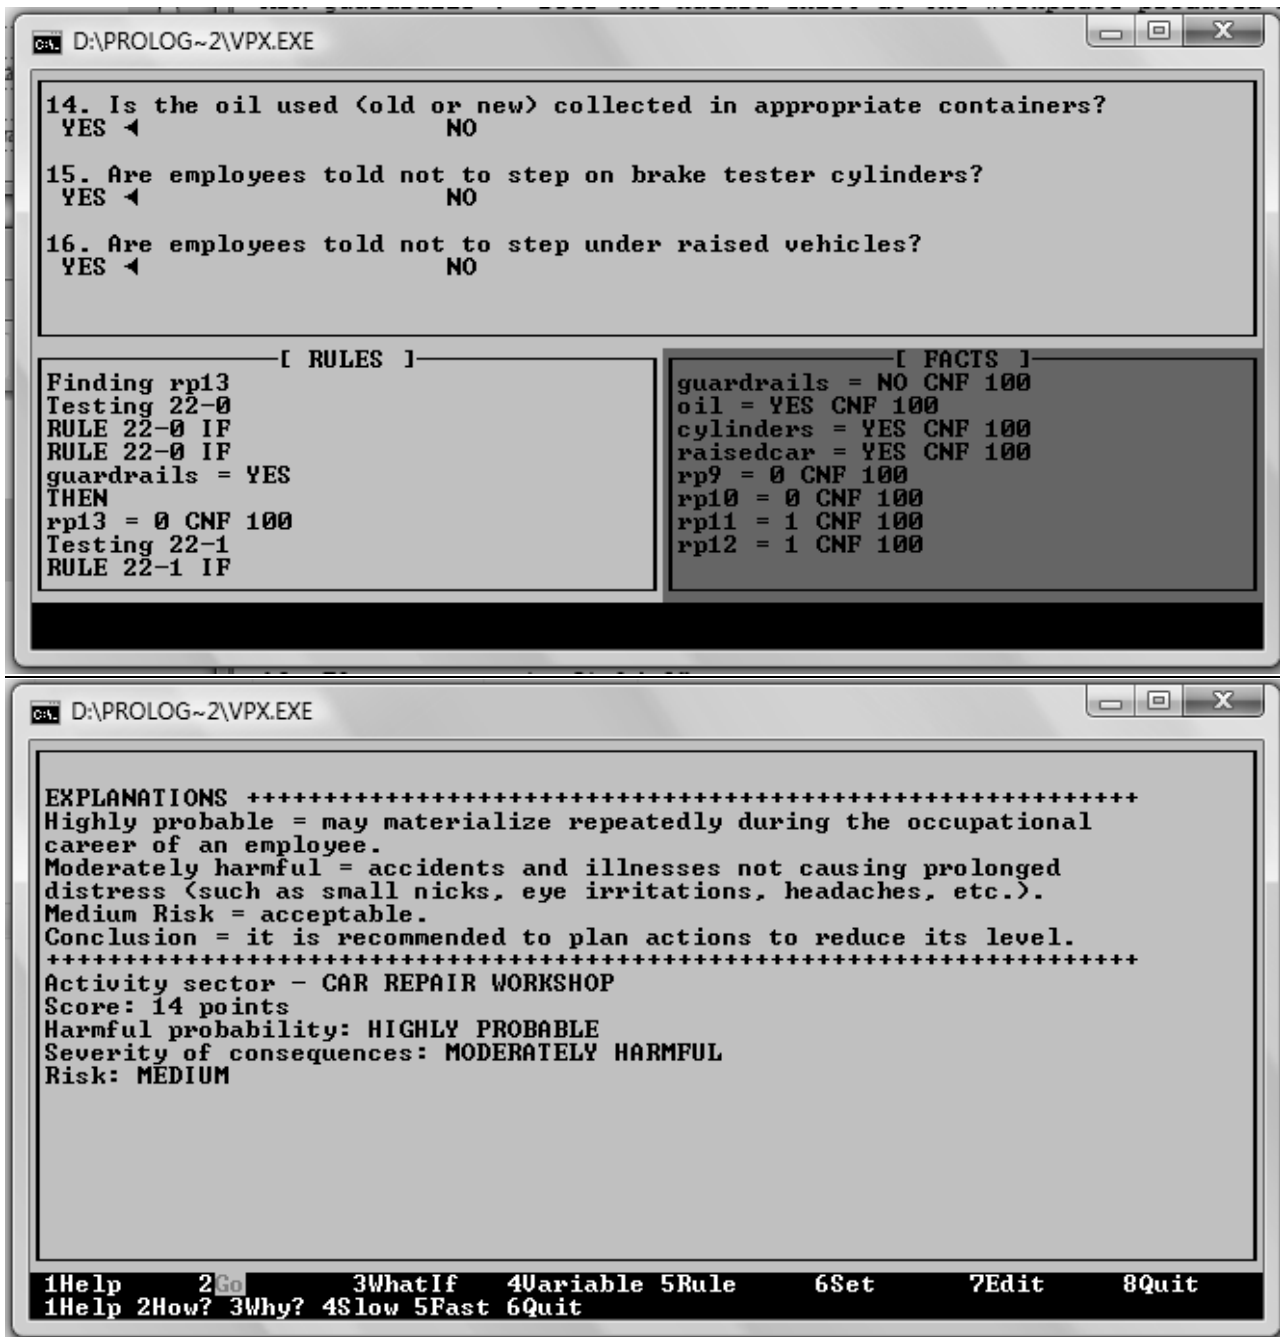 D:\PROLOG~2\VPX.EXE
14. Is the oil used (old or new) collected in appropriate containers?
YES ◄ NO
15. Are employees told not to step on brake tester cylinders?
YES ◄ NO
16. Are employees told not to step under raised vehicles?
YES ◄ NO
[ RULES ]
Finding rp13
Testing 22-0
RULE 22-0 IF
RULE 22-0 IF
guardrails = YES
THEN
rp13 = 0 CNF 100
Testing 22-1
RULE 22-1 IF
[ FACTS ]
guardrails = NO CNF 100
oil = YES CNF 100
cylinders = YES CNF 100
raisedcar = YES CNF 100
rp9 = 0 CNF 100
rp10 = 0 CNF 100
rp11 = 1 CNF 100
rp12 = 1 CNF 100
D:\PROLOG~2\VPX.EXE
EXPLANATIONS ++++++++++++++++++++++++++++++++++++++++++++++++++++++++++
Highly probable = may materialize repeatedly during the occupational
career of an employee.
Moderately harmful = accidents and illnesses not causing prolonged
distress (such as small nicks, eye irritations, headaches, etc.).
Medium Risk = acceptable.
Conclusion = it is recommended to plan actions to reduce its level.
+++++++++++++++++++++++++++++++++++++++++++++++++++++++++++++++++++++++
Activity sector - CAR REPAIR WORKSHOP
Score: 14 points
Harmful probability: HIGHLY PROBABLE
Severity of consequences: MODERATELY HARMFUL
Risk: MEDIUM
1Help 2Go 3WhatIf 4Variable 5Rule 6Set 7Edit 8Quit
1Help 2How? 3Why? 4Slow 5Fast 6Quit